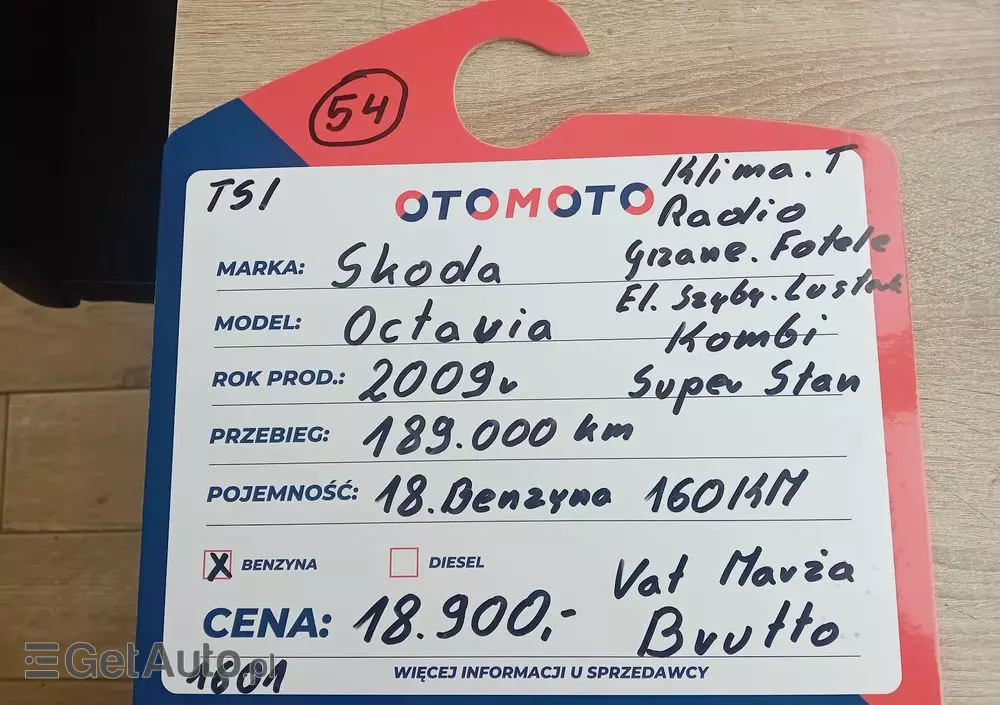 54
TSI
OTOMOTO
Klima. T
Radio
MARKA: Skoda
Grzane. Fotele
El. Szyby. Lusterk
MODEL: Octavia
Kombi
ROK PROD.: 2009r
Super Stan
PRZEBIEG: 189.000 km
POJEMNOŚĆ: 18. Benzyna 160KM
X BENZYNA
DIESEL
Vat Marża
CENA: 18.900,-
Brutto
GetAuto.pl
1601
WIĘCEJ INFORMACJI U SPRZEDAWCY